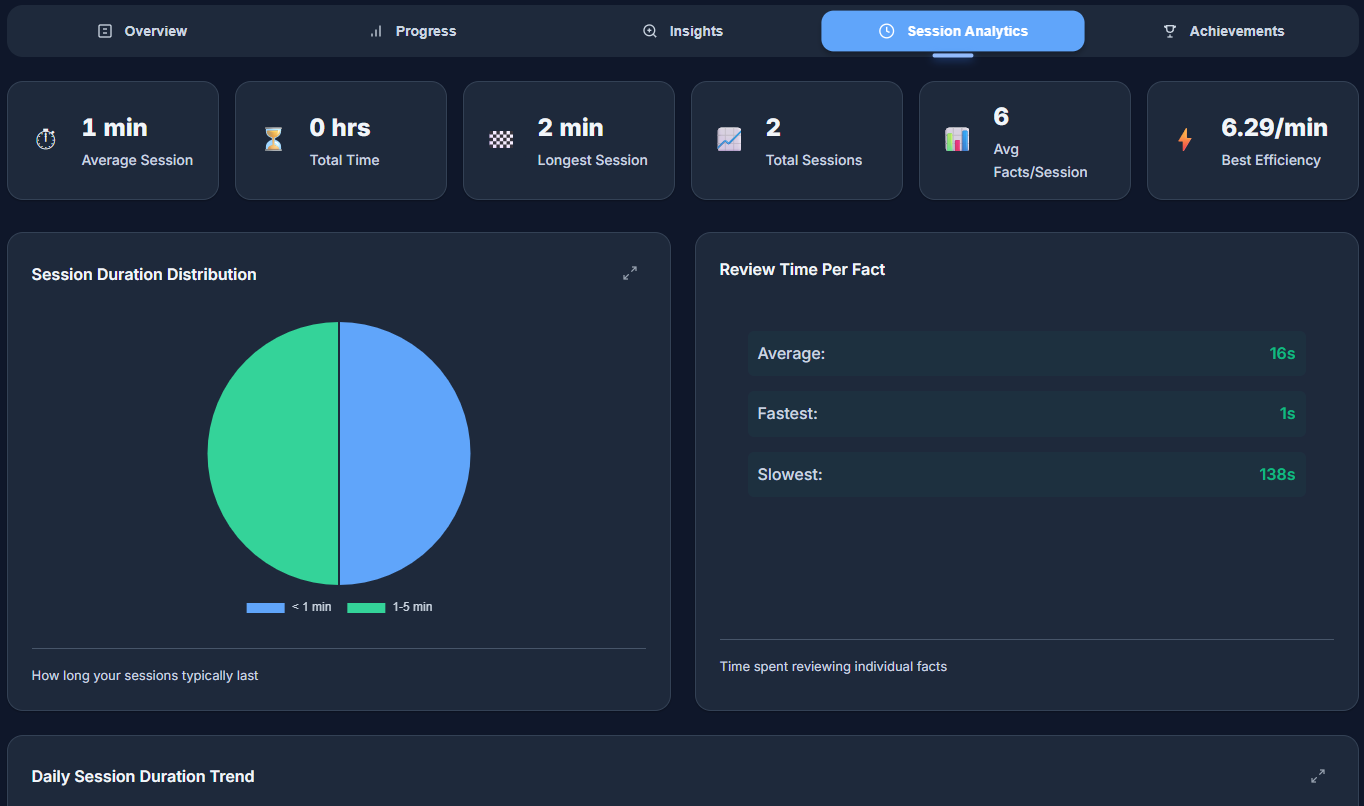 Overview
Progress
Insights
Session Analytics
Achievements
1 min
Average Session
0 hrs
Total Time
2 min
Longest Session
2
Total Sessions
6
Avg
Facts/Session
6.29/min
Best Efficiency
Session Duration Distribution
< 1 min
1-5 min
How long your sessions typically last
Review Time Per Fact
Average: 16s
Fastest: 1s
Slowest: 138s
Time spent reviewing individual facts
Daily Session Duration Trend